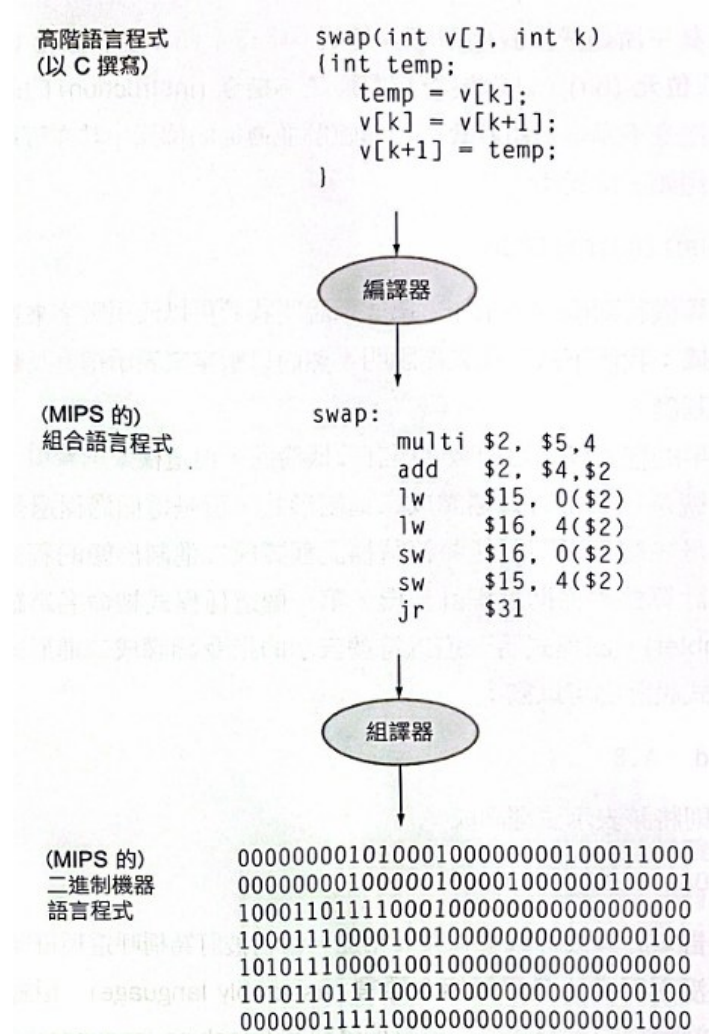 高階語言程式
(以 C 撰寫)
swap(int v[], int k)
{int temp;
temp = v[k];
v[k] = v[k+1];
v[k+1] = temp;
}
編譯器
(MIPS 的)
組合語言程式
swap:
multi $2, $5,4
add $2, $4,$2
lw $15, 0($2)
lw $16, 4($2)
sw $16, 0($2)
sw $15, 4($2)
jr $31
組譯器
(MIPS 的)
二進制機器
語言程式
00000000101000100000000100011000
00000000100000100001000000100001
10001101111000100000000000000000
10001110000100100000000000000100
10101110000100100000000000000000
10101101111000100000000000000100
00000011111000000000000000001000